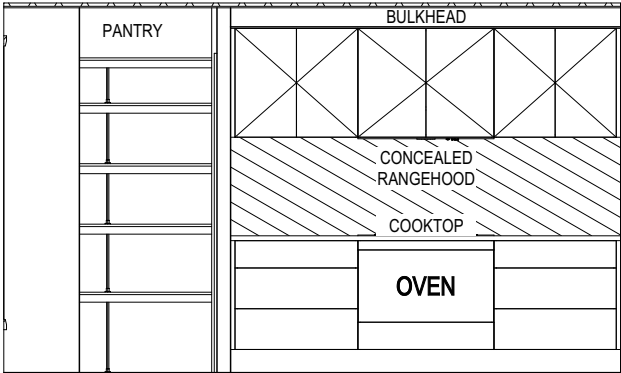 BULKHEAD
PANTRY
CONCEALED
RANGEHOOD
COOKTOP
OVEN